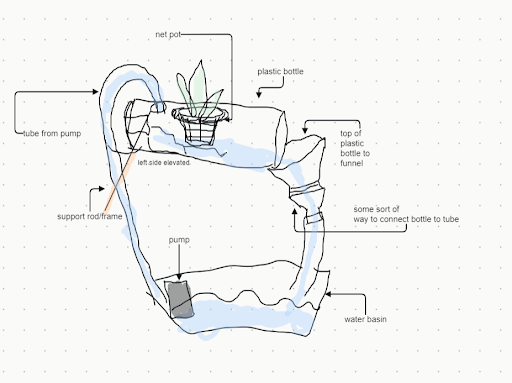 net pot
plastic bottle
tube from pump
top of
plastic
bottle to
funnel
left side elevated.
support rod/frame
some sort of
way to connect bottle to tube
pump
water basin